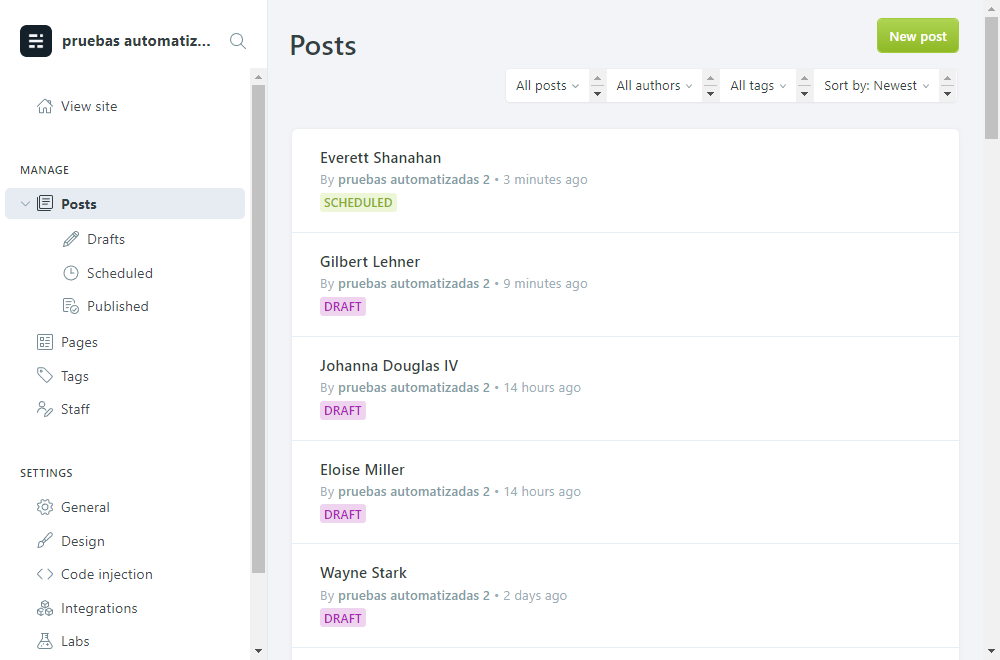 pruebas automatiz...
View site
MANAGE
Posts
Drafts
Scheduled
Published
Pages
Tags
Staff
SETTINGS
General
Design
Code injection
Integrations
Labs
Posts
New post
All posts
All authors
All tags
Sort by: Newest
Everett Shanahan
By pruebas automatizadas 2 • 3 minutes ago
SCHEDULED
Gilbert Lehner
By pruebas automatizadas 2 • 9 minutes ago
DRAFT
Johanna Douglas IV
By pruebas automatizadas 2 • 14 hours ago
DRAFT
Eloise Miller
By pruebas automatizadas 2 • 14 hours ago
DRAFT
Wayne Stark
By pruebas automatizadas 2 • 2 days ago
DRAFT